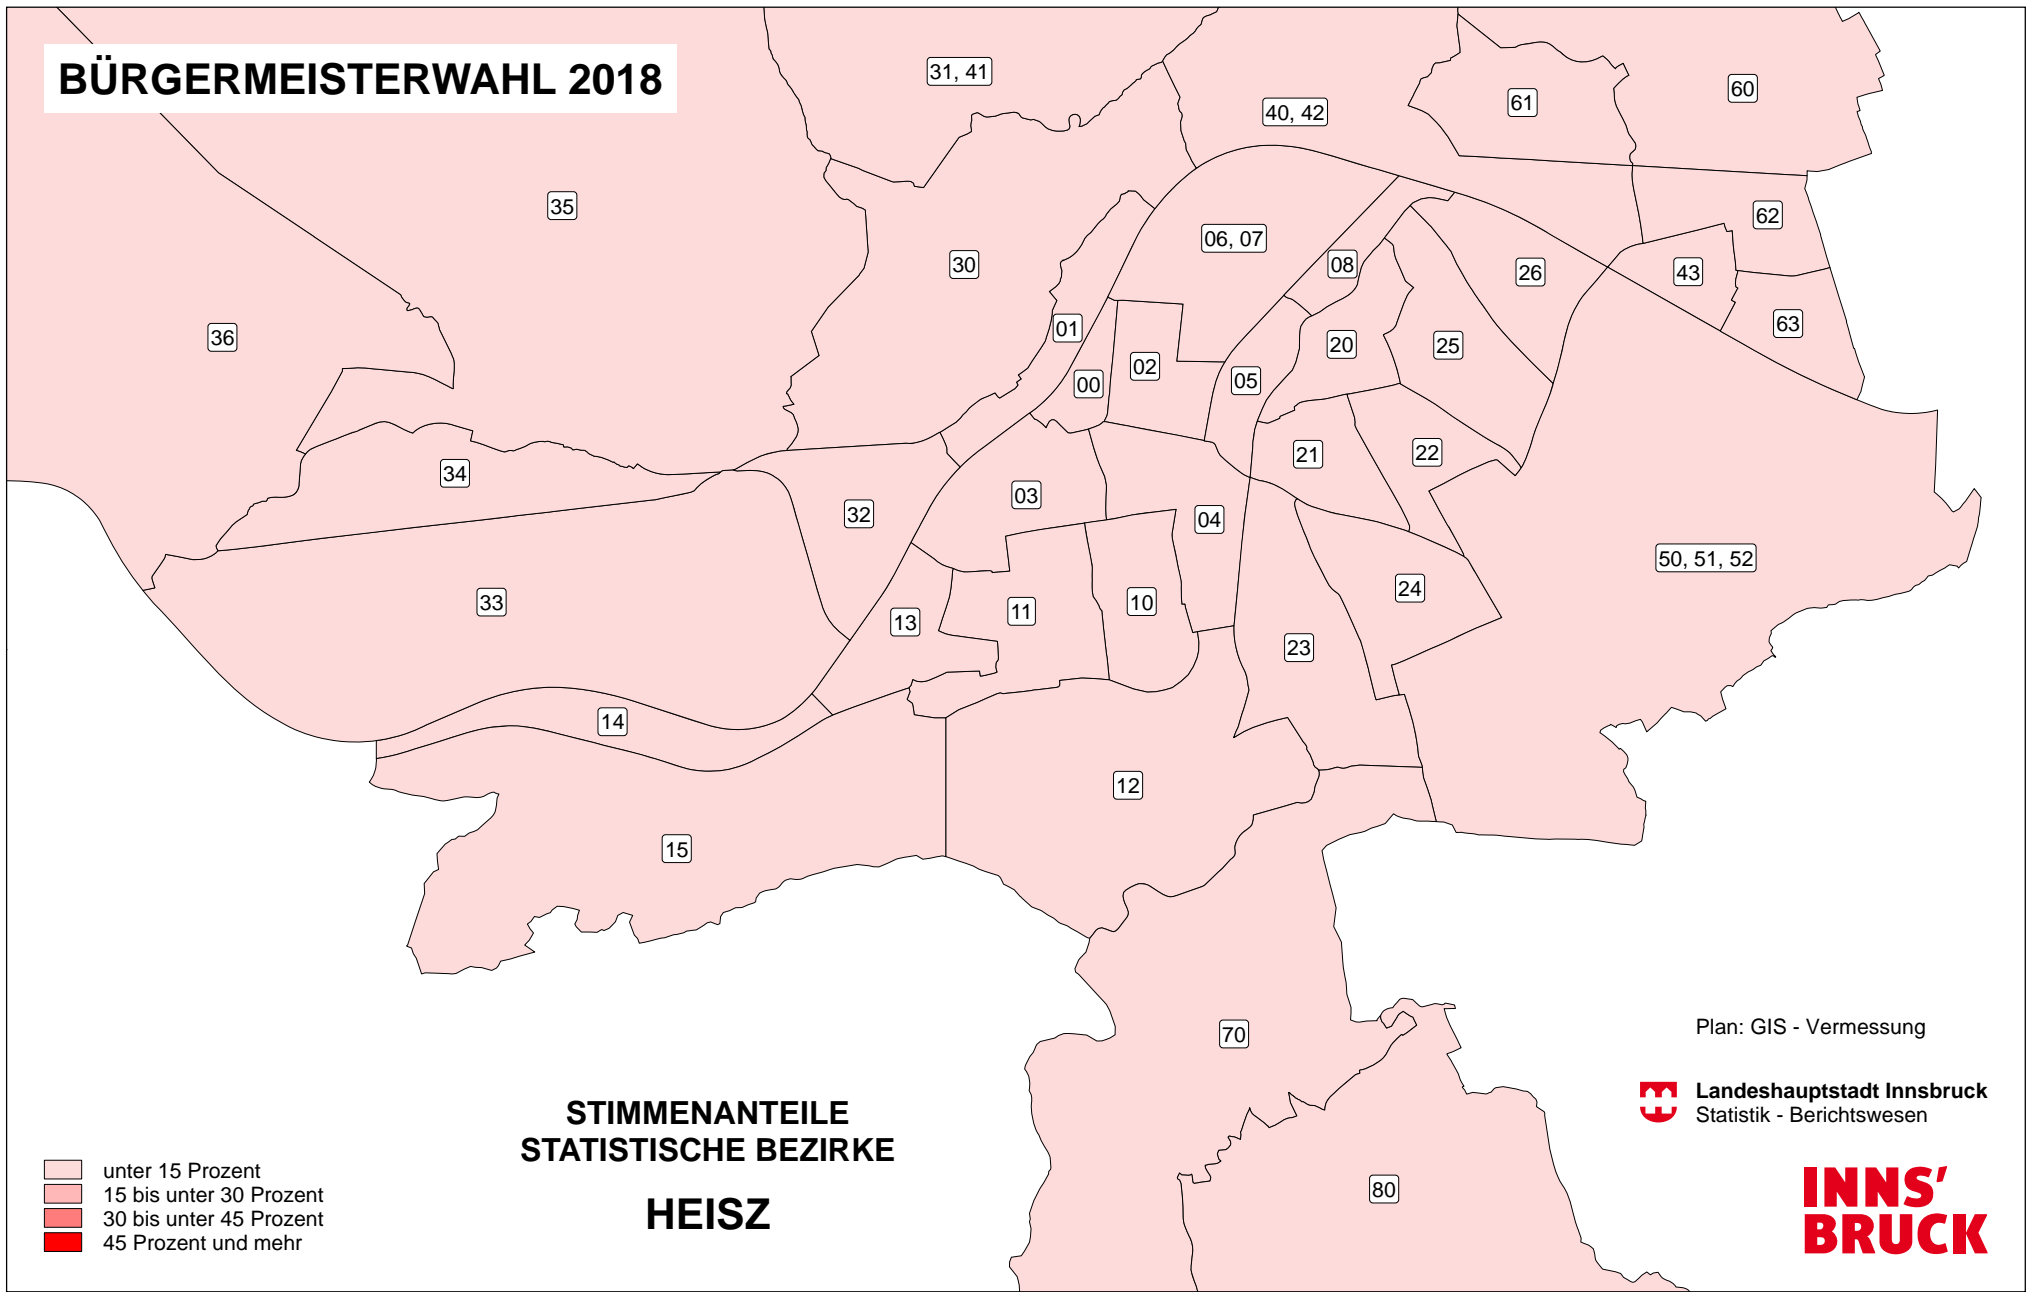 BÜRGERMEISTERWAHL 2018
31, 41
60
61
40, 42
35
62
06, 07
30
08
26
43
63
01
36
20
25
02
00
05
22
21
34
03
32
04
50, 51, 52
24
33
10
11
13
23
14
12
15
70
80
Plan: GIS - Vermessung
Landeshauptstadt Innsbruck
Statistik - Berichtswesen
STIMMENANTEILE
STATISTISCHE BEZIRKE
HEISZ
unter 15 Prozent
15 bis unter 30 Prozent
30 bis unter 45 Prozent
45 Prozent und mehr
INNS'
BRUCK